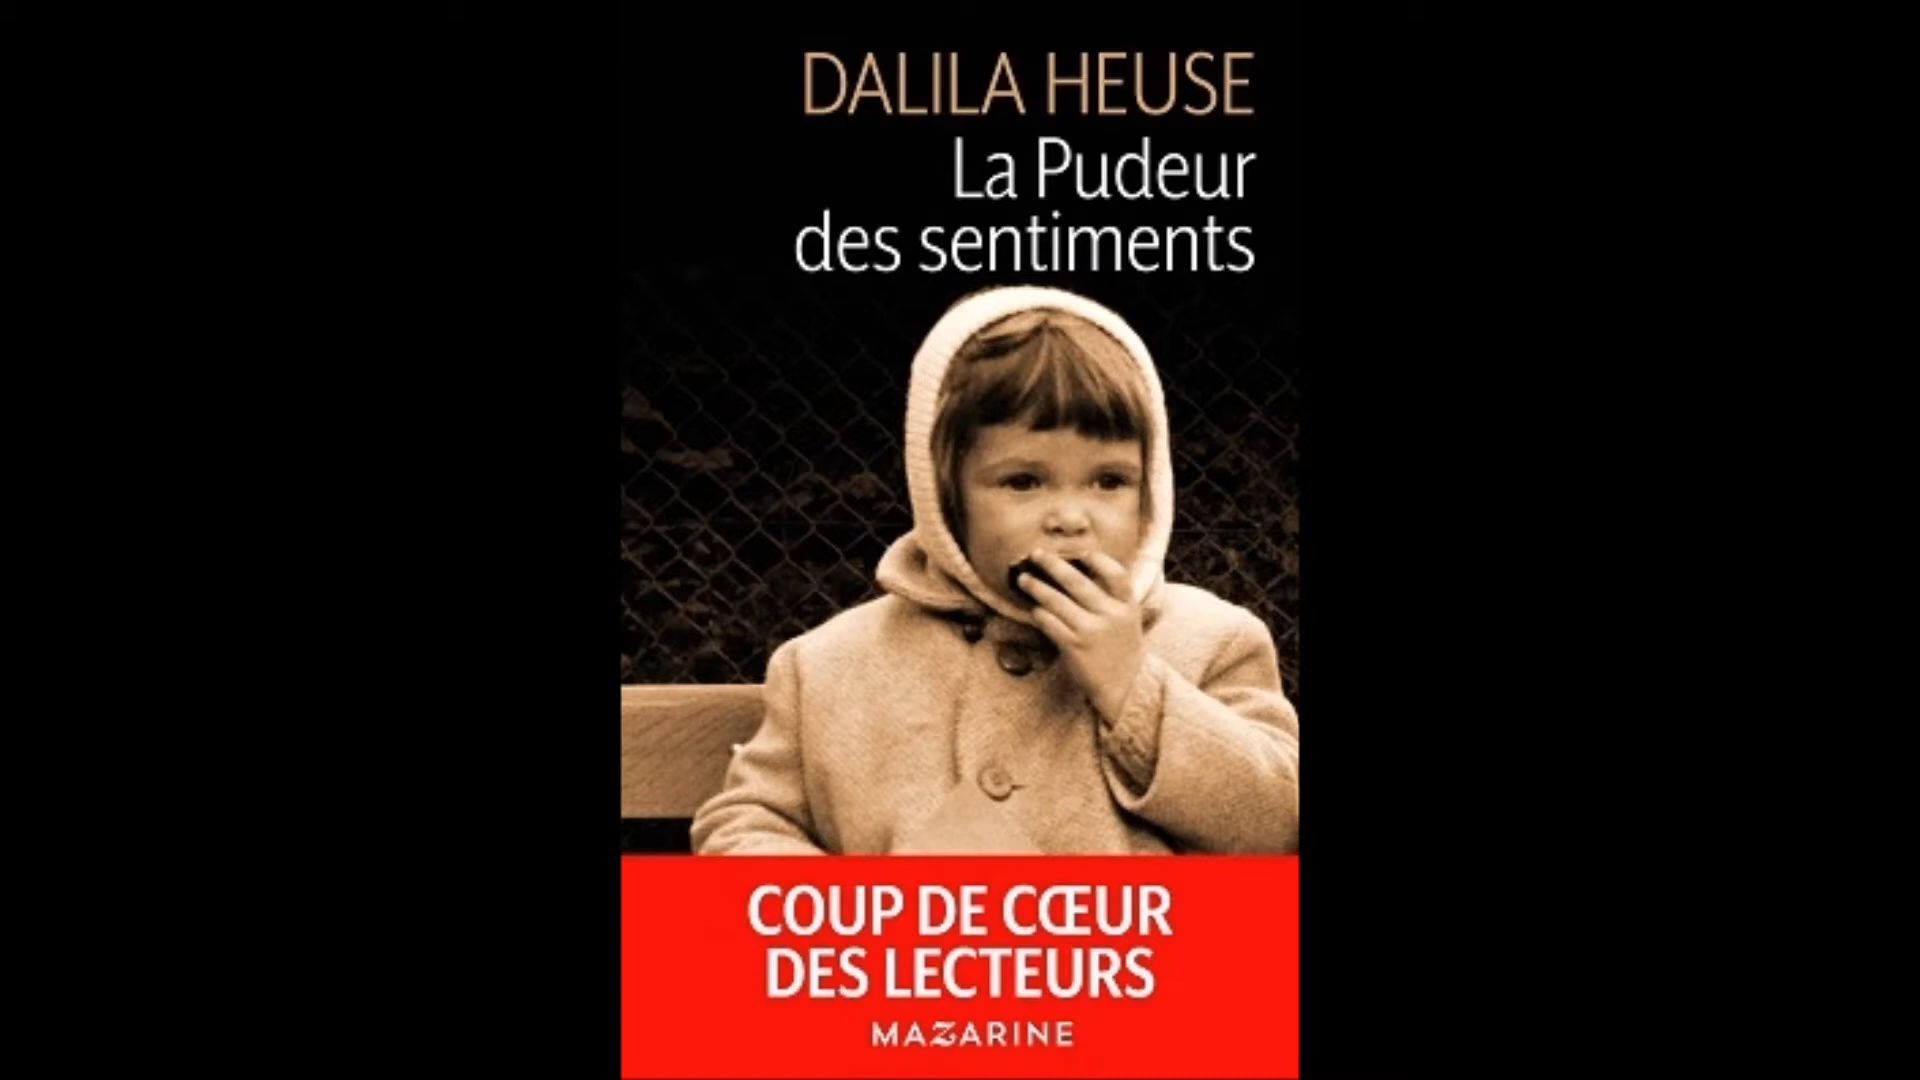 DALILA HEUSE
La Pudeur
des sentiments
COUP DE CŒUR
DES LECTEURS
MAZARINE